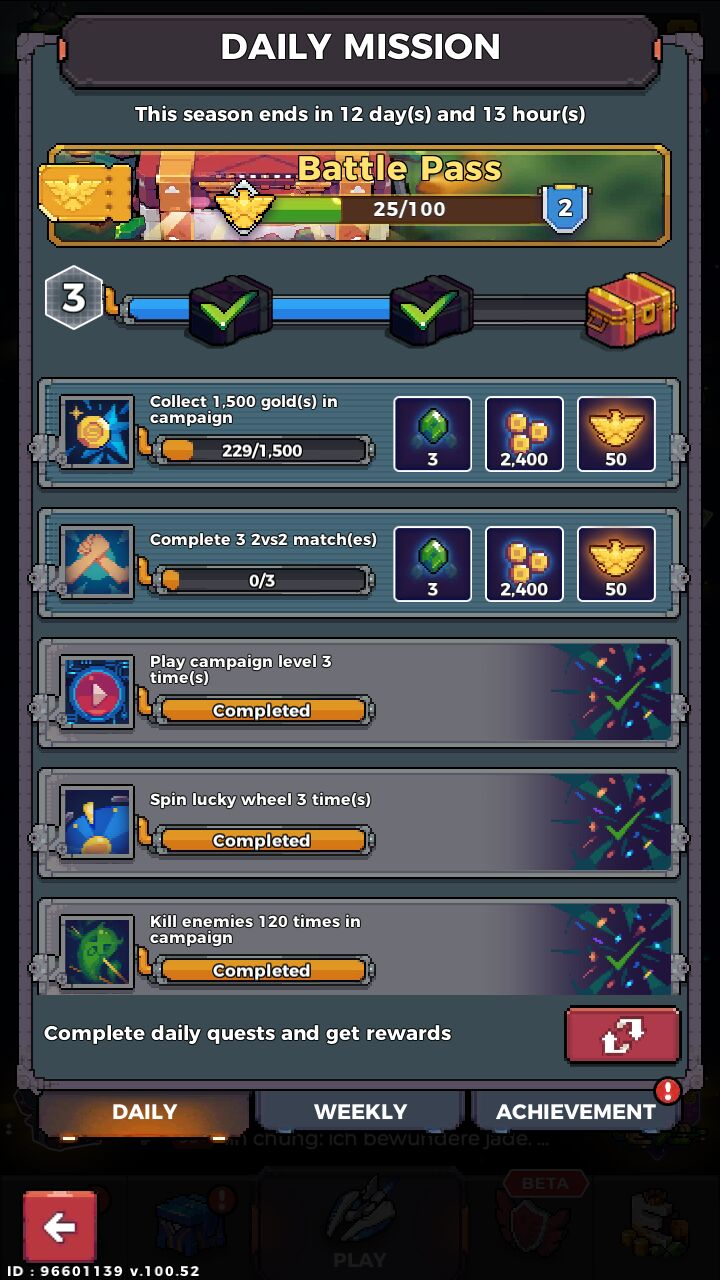 DAILY MISSION
This season ends in 12 day(s) and 13 hour(s)
Battle Pass
25/100
2
3
Collect 1,500 gold(s) in
campaign
229/1,500
3
2,400
50
Complete 3 2vs2 match(es)
0/3
3
2,400
50
Play campaign level 3
time(s)
Completed
Spin lucky wheel 3 time(s)
Completed
Kill enemies 120 times in
campaign
Completed
Complete daily quests and get rewards
DAILY
WEEKLY
ACHIEVEMENT
!
chung: ich bewundere jade. ...
!
BETA
PLAY
ID : 96601139 v.100.52